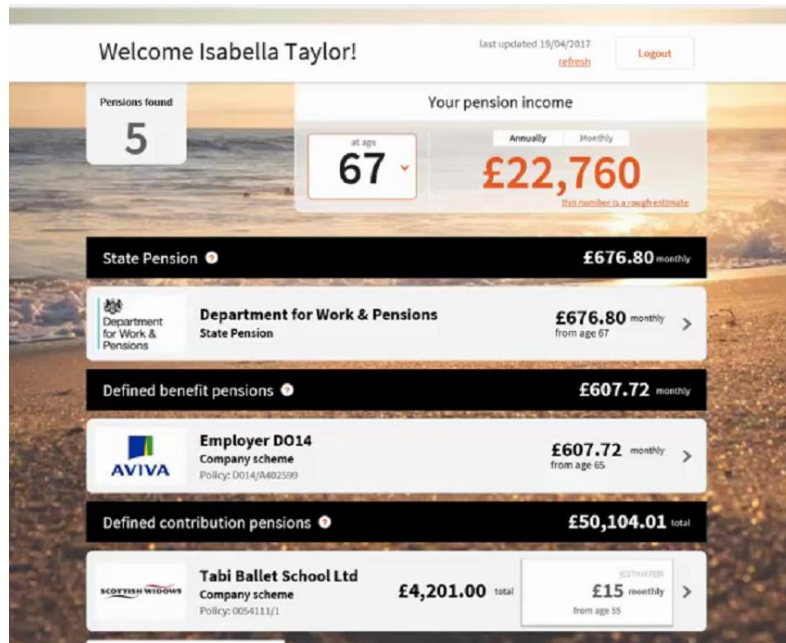 Welcome Isabella Taylor!
last updated 19/04/2017
refresh
Logout
Pensions found
5
Your pension income
at age
67
Annually Monthly
£22,760
this number is a rough estimate
State Pension ? £676.80 monthly
Department for Work & Pensions
Department for Work & Pensions
State Pension
£676.80 monthly
from age 67
Defined benefit pensions ? £607.72 monthly
AVIVA
Employer DO14
Company scheme
Policy: D014/A402599
£607.72 monthly
from age 65
Defined contribution pensions ? £50,104.01 total
SCOTTISH WIDOWS
Tabi Ballet School Ltd
Company scheme
Policy: 0054111/1
£4,201.00 total
(ESTIMATED)
£15 monthly
from age 55